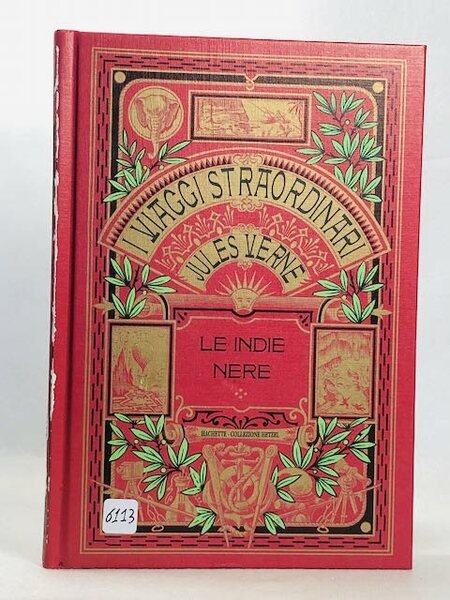 I VIAGGI STRAORDINARI
JULES VERNE
LE INDIE
NERE
HACHETTE - COLLEZIONE HETZEL
6113